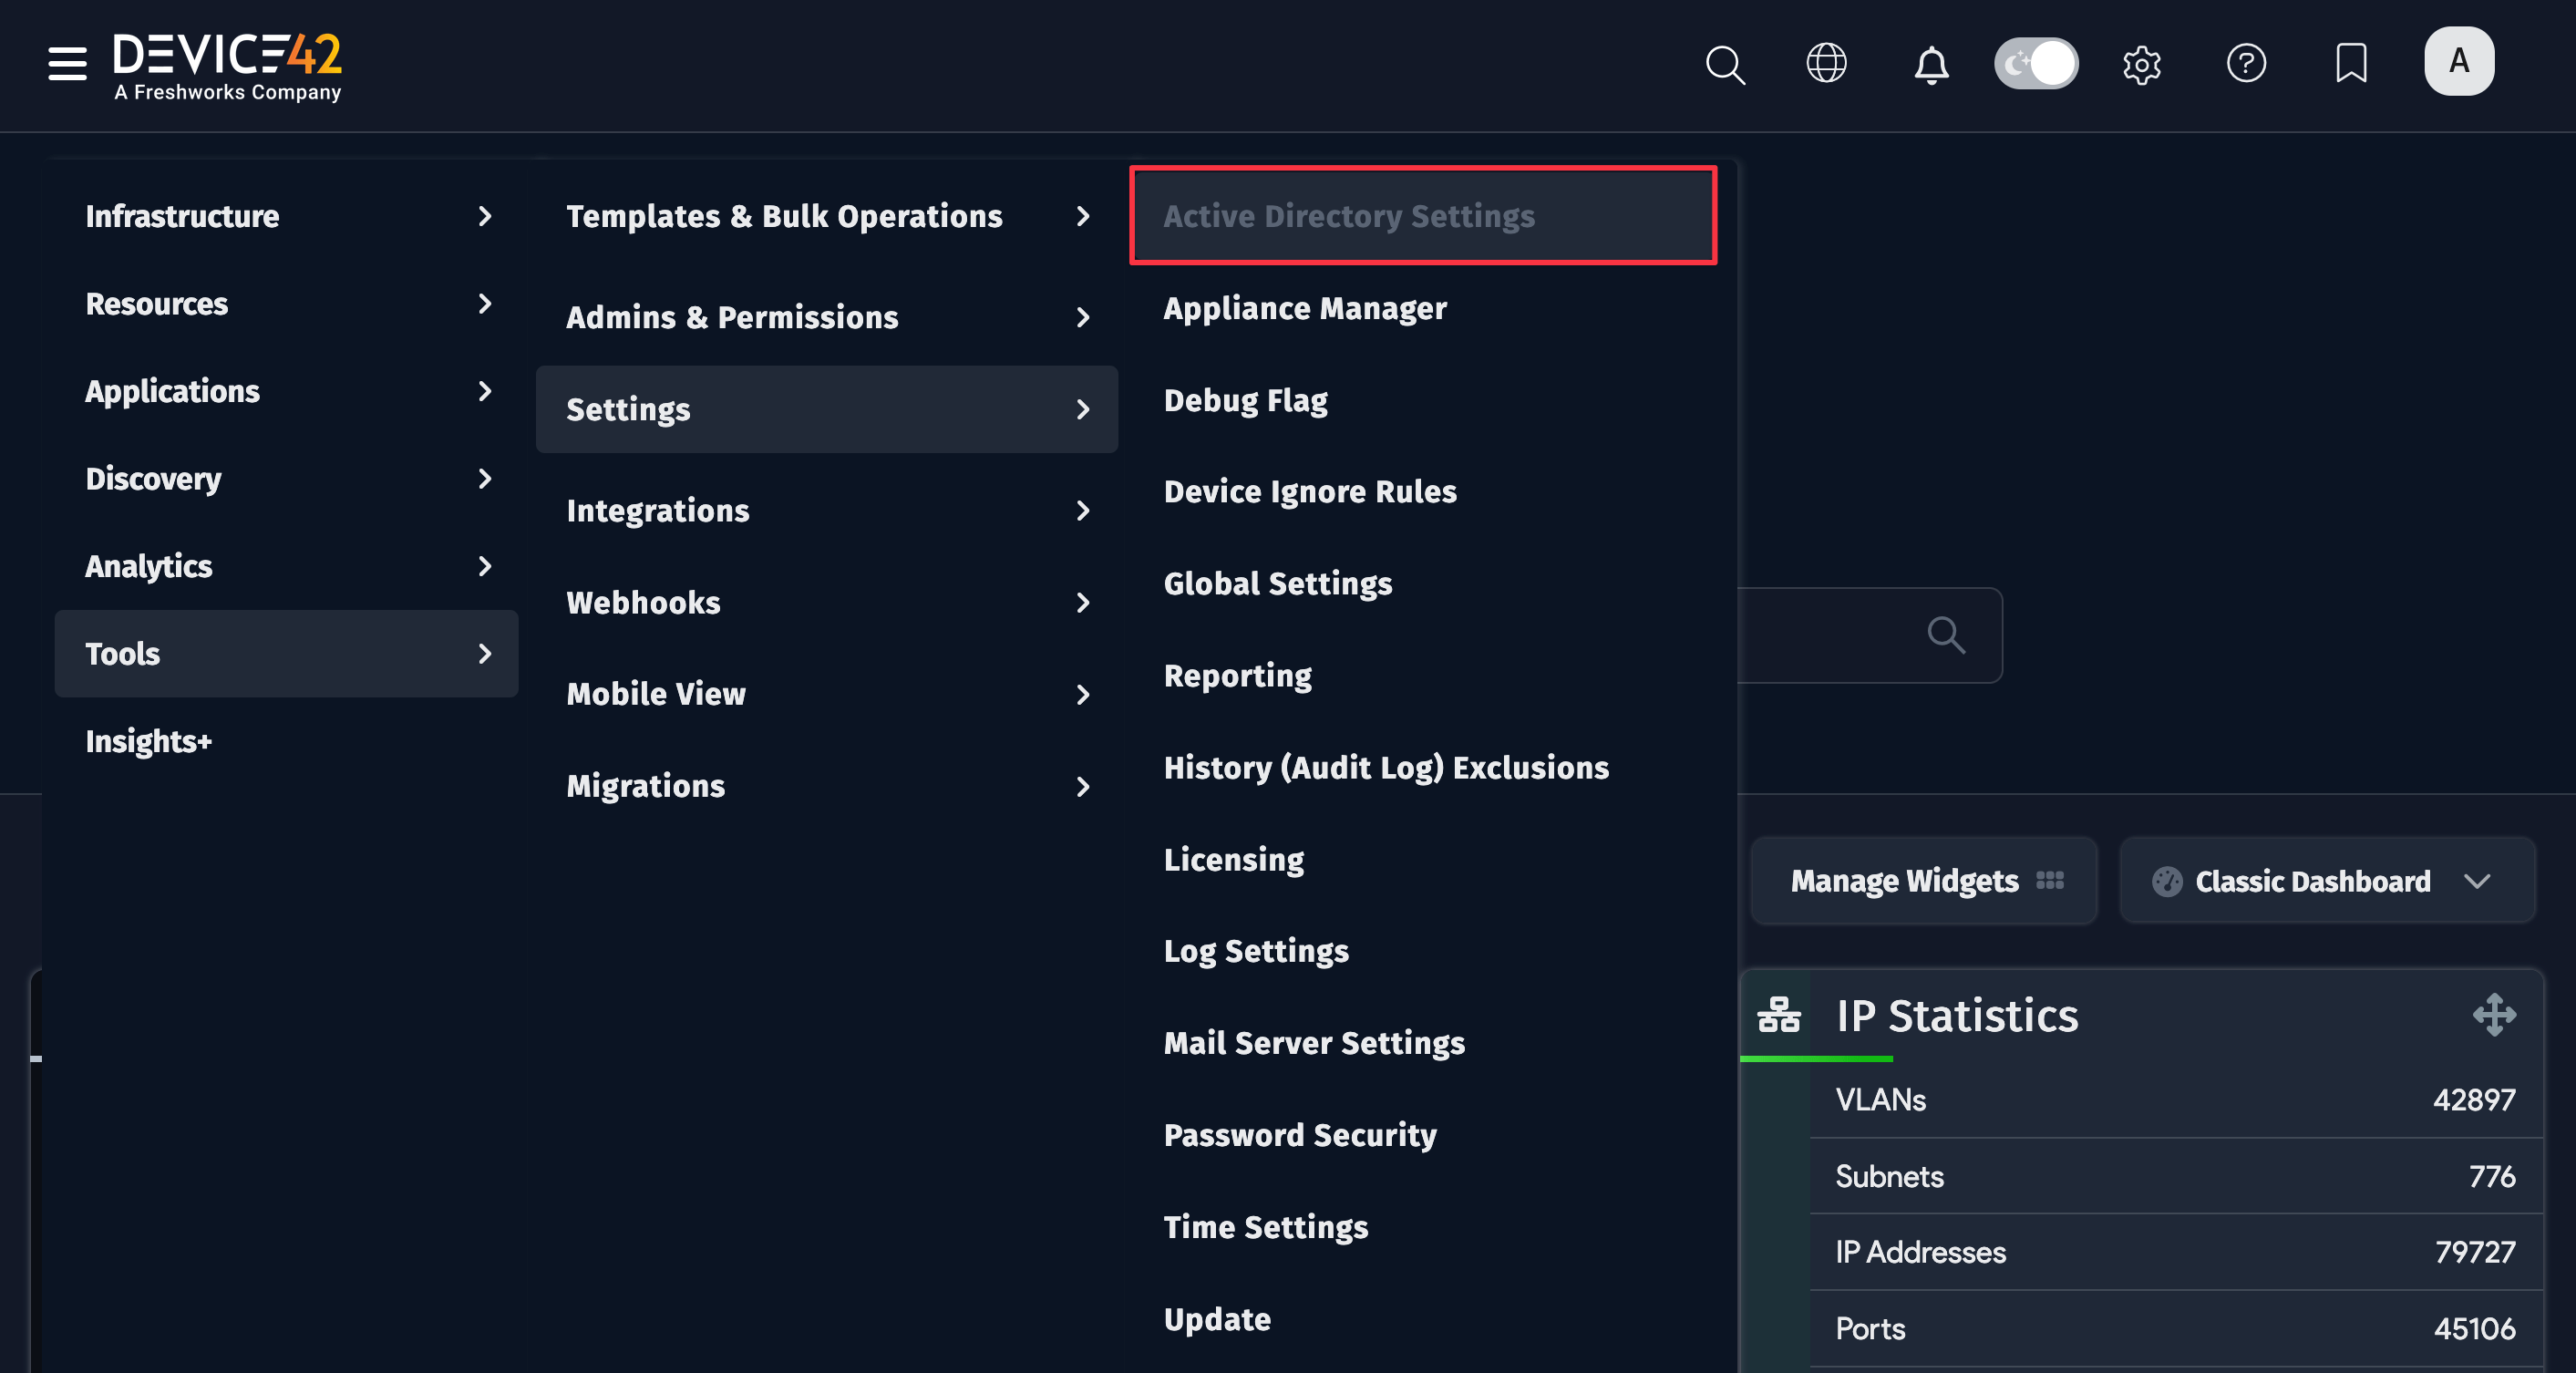 DEVICE42
A Freshworks Company
A
Infrastructure
Resources
Applications
Discovery
Analytics
Tools
Insights+
Templates & Bulk Operations
Admins & Permissions
Settings
Integrations
Webhooks
Mobile View
Migrations
Active Directory Settings
Appliance Manager
Debug Flag
Device Ignore Rules
Global Settings
Reporting
History (Audit Log) Exclusions
Licensing
Log Settings
Mail Server Settings
Password Security
Time Settings
Update
Manage Widgets
Classic Dashboard
IP Statistics
VLANs 42897
Subnets 776
IP Addresses 79727
Ports 45106